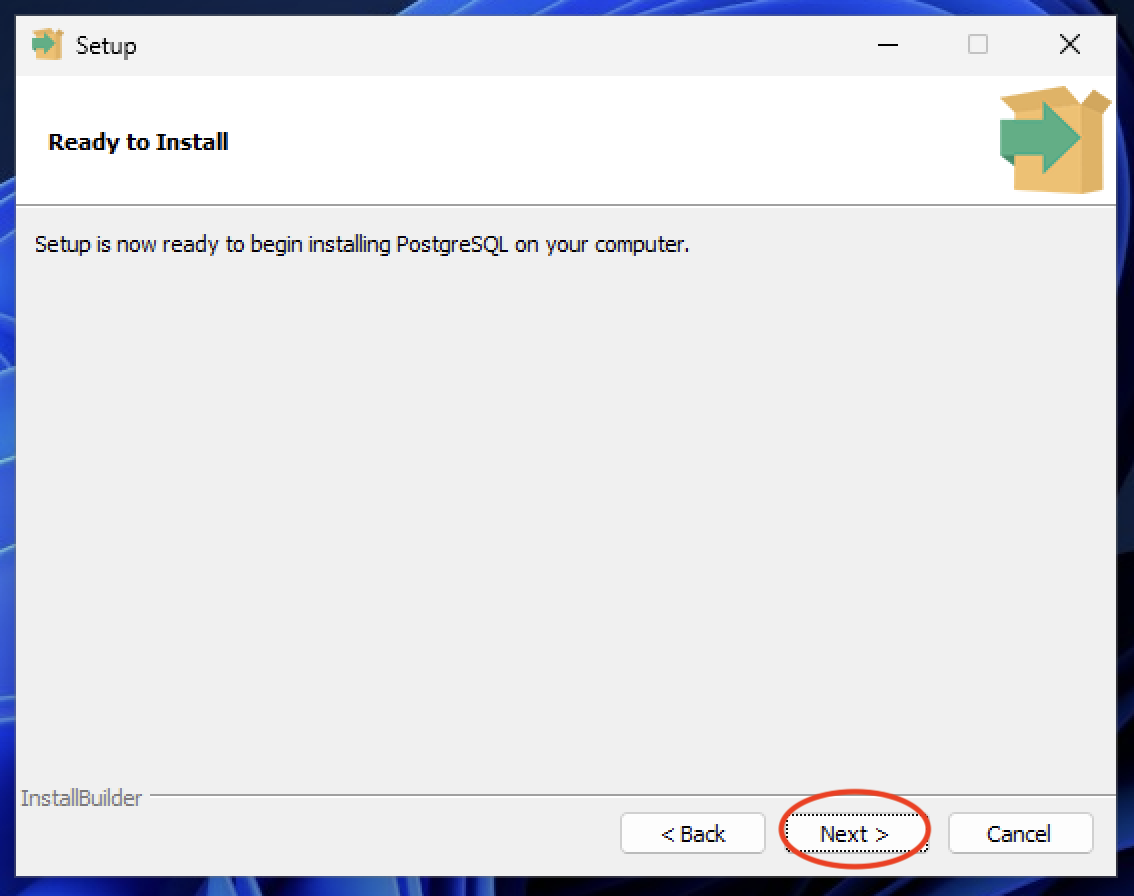 Setup
Ready to Install
Setup is now ready to begin installing PostgreSQL on your computer.
InstallBuilder
< Back
Next >
Cancel